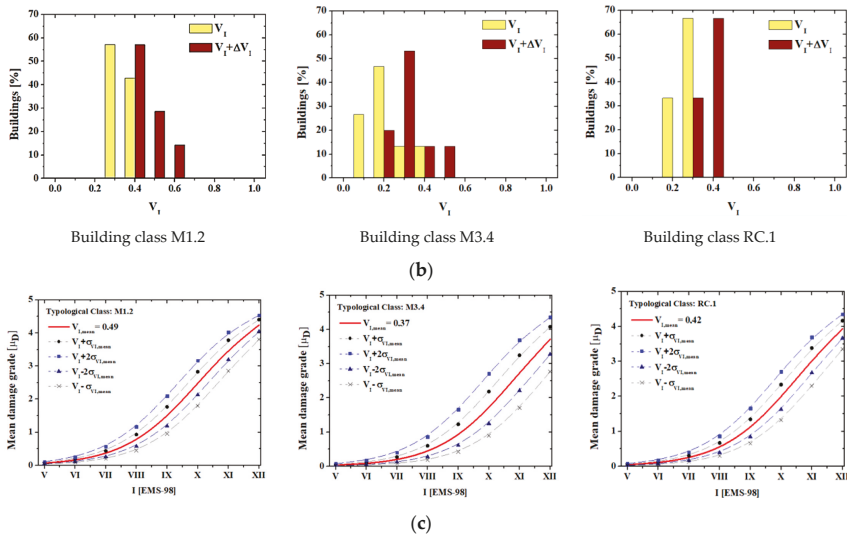 70
60
50
40
30
20
10
0
Buildings [%]
V_I
V_I+ΔV_I
0.0 0.2 0.4 0.6 0.8 1.0
V_I
Building class M1.2
70
60
50
40
30
20
10
0
Buildings [%]
V_I
V_I+ΔV_I
0.0 0.2 0.4 0.6 0.8 1.0
V_I
Building class M3.4
70
60
50
40
30
20
10
0
Buildings [%]
V_I
V_I+ΔV_I
0.0 0.2 0.4 0.6 0.8 1.0
V_I
Building class RC.1
(b)
5
4
3
2
1
0
Mean damage grade [μ_D]
Typological Class: M1.2
V_I,mean = 0.49
V_I+σ_VI,mean
V_I+2σ_VI,mean
V_I-2σ_VI,mean
V_I- σ_VI,mean
V VI VII VIII IX X XI XII
I [EMS-98]
5
4
3
2
1
0
Mean damage grade [μ_D]
Typological Class: M3.4
V_I,mean = 0.37
V_I+σ_VI,mean
V_I+2σ_VI,mean
V_I-2σ_VI,mean
V_I- σ_VI,mean
V VI VII VIII IX X XI XII
I [EMS-98]
5
4
3
2
1
0
Mean damage grade [μ_D]
Typological Class: RC.1
V_I,mean = 0.42
V_I+σ_VI,mean
V_I+2σ_VI,mean
V_I-2σ_VI,mean
V_I- σ_VI,mean
V VI VII VIII IX X XI XII
I [EMS-98]
(c)